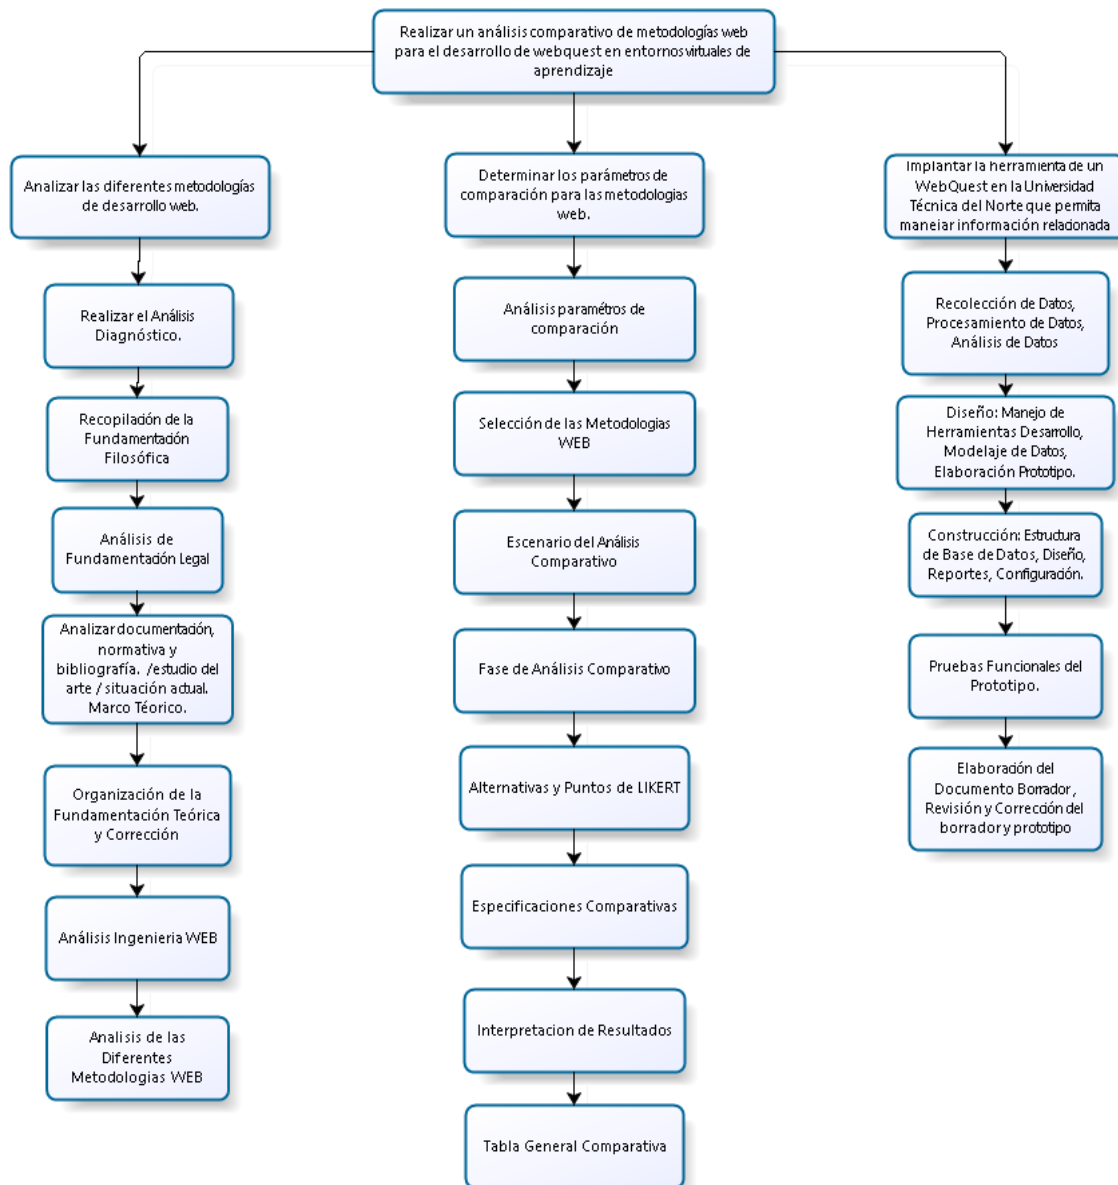 Realizar un análisis comparativo de metodologías web
para el desarrollo de webquest en entornos virtuales de
aprendizaje
Analizar las diferentes metodologías
de desarrollo web.
Realizar el Análisis
Diagnóstico.
Recopilación de la
Fundamentación
Filosófica
Análisis de
Fundamentación Legal
Analizar documentación,
normativa y
bibliografía. /estudio del
arte / situación actual.
Marco Téorico.
Organización de la
Fundamentación Teórica
y Corrección
Análisis Ingenieria WEB
Analisis de las
Diferentes
Metodologias WEB
Determinar los parámetros de
comparación para las metodologias
web.
Análisis paramétros de
comparación
Selección de las Metodologias
WEB
Escenario del Análisis
Comparativo
Fase de Análisis Comparativo
Alternativas y Puntos de LIKERT
Especificaciones Comparativas
Interpretacion de Resultados
Tabla General Comparativa
Implantar la herramienta de un
WebQuest en la Universidad
Técnica del Norte que permita
manejar información relacionada
Recolección de Datos,
Procesamiento de Datos,
Análisis de Datos
Diseño: Manejo de
Herramientas Desarrollo,
Modelaje de Datos,
Elaboración Prototipo.
Construcción: Estructura
de Base de Datos, Diseño,
Reportes, Configuración.
Pruebas Funcionales del
Prototipo.
Elaboración del
Documento Borrador ,
Revisión y Corrección del
borrador y prototipo